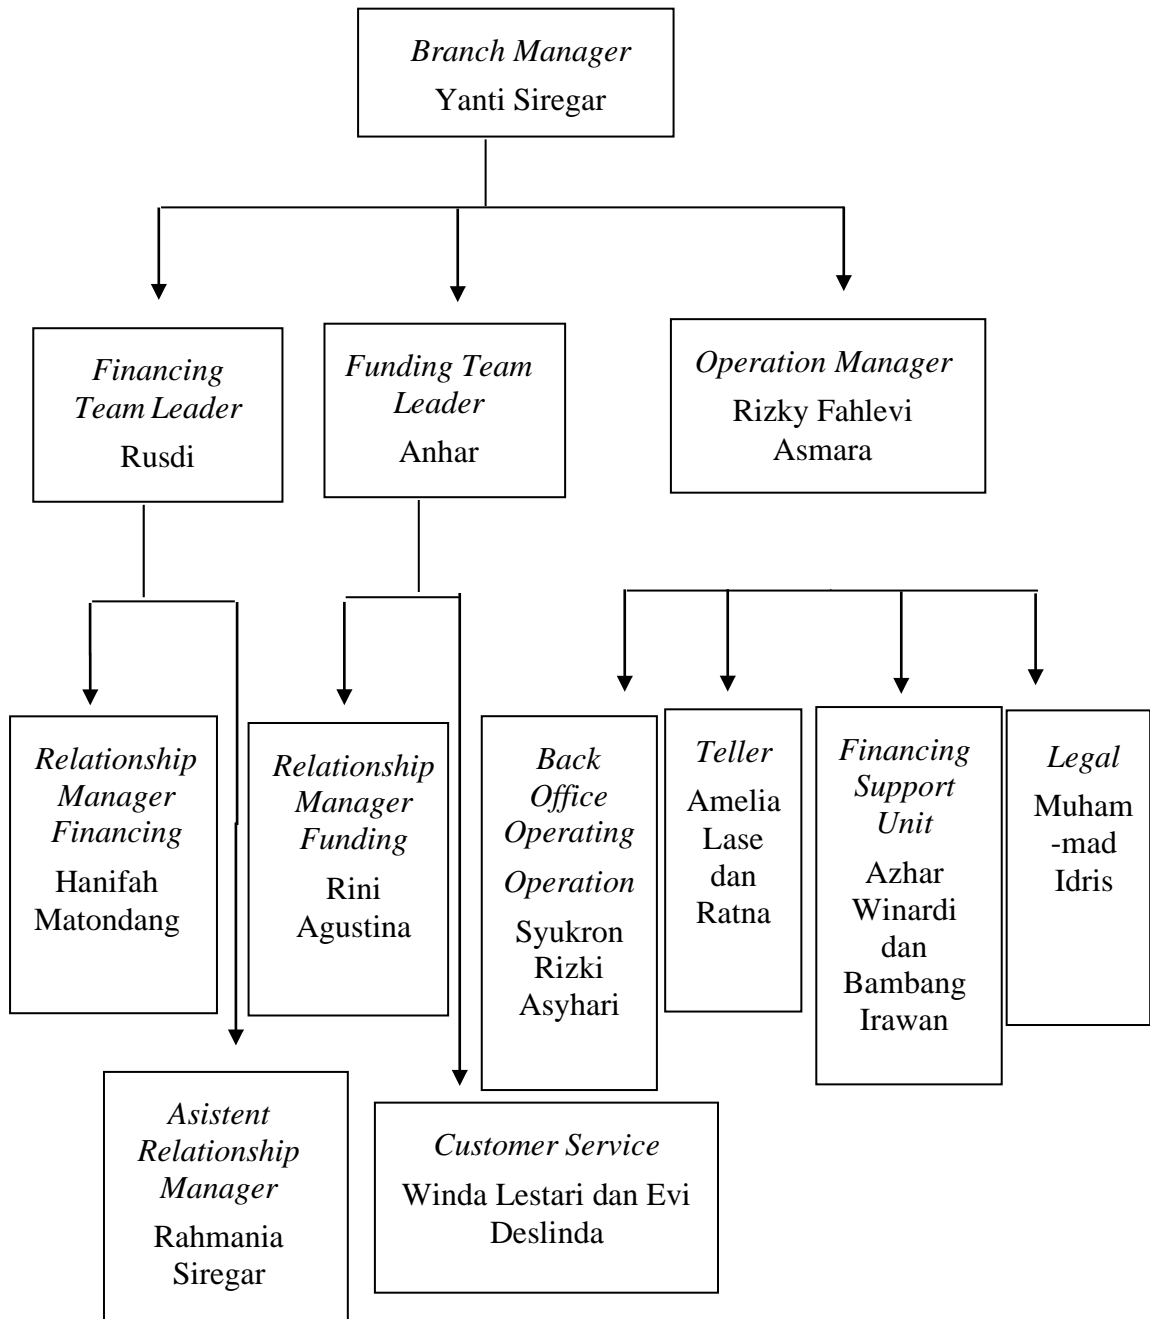 Branch Manager
Yanti Siregar
Financing
Team Leader
Rusdi
Funding Team
Leader
Anhar
Operation Manager
Rizky Fahlevi
Asmara
Relationship
Manager
Financing
Hanifah
Matondang
Relationship
Manager
Funding
Rini
Agustina
Back
Office
Operating
Operation
Syukron
Rizki
Asyhari
Teller
Amelia
Lase
dan
Ratna
Financing
Support
Unit
Azhar
Winardi
dan
Bambang
Irawan
Legal
Muham
-mad
Idris
Asistent
Relationship
Manager
Rahmania
Siregar
Customer Service
Winda Lestari dan Evi
Deslinda